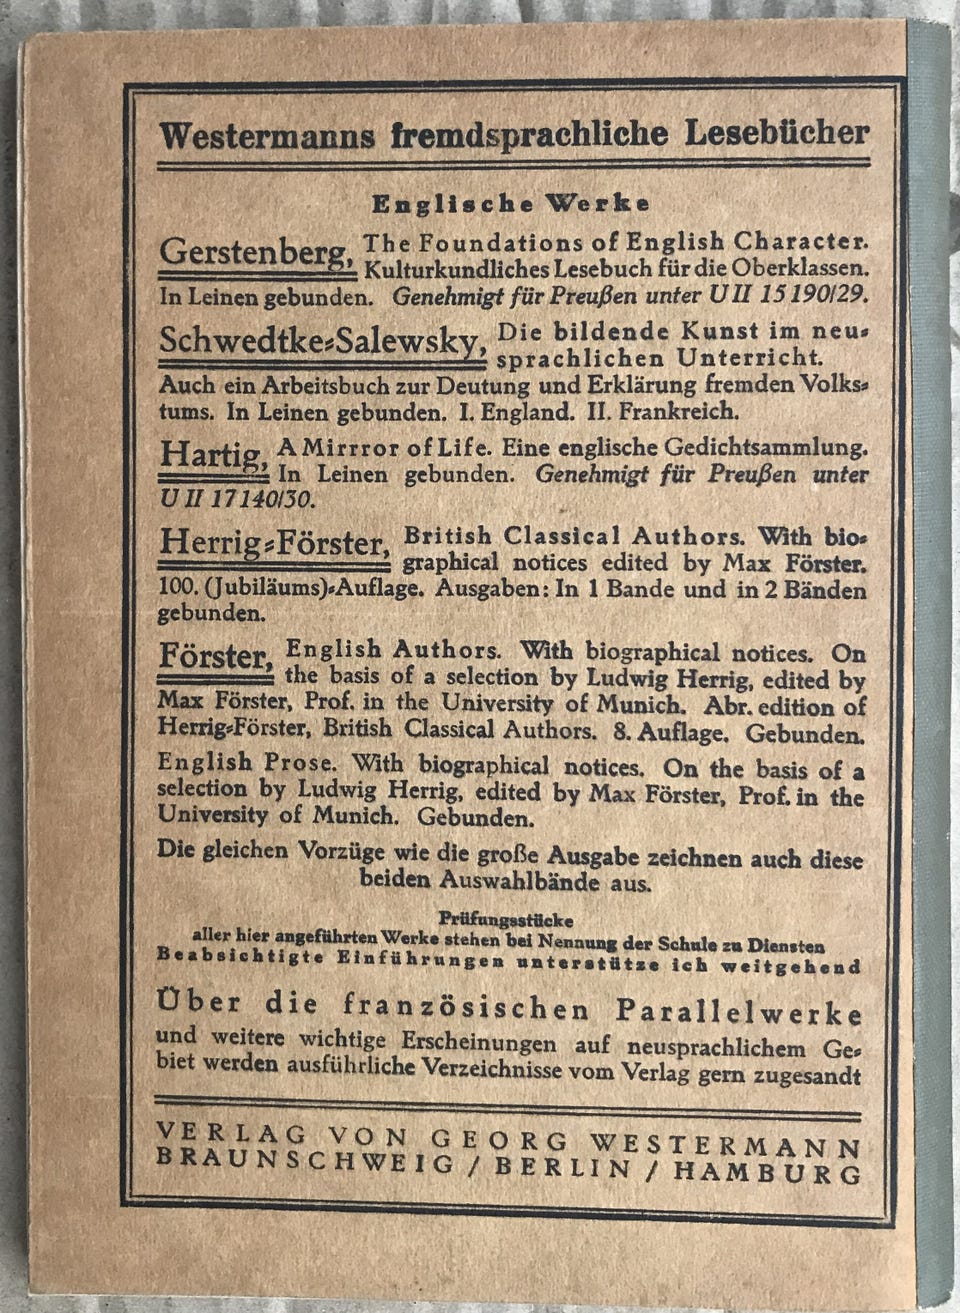 Westermanns fremdsprachliche Lesebücher
Englische Werke
Gerstenberg, The Foundations of English Character.
Kulturkundliches Lesebuch für die Oberklassen.
In Leinen gebunden. Genehmigt für Preußen unter U II 15190/29.
Schwedtke⸗Salewsky, Die bildende Kunst im neu⸗
sprachlichen Unterricht.
Auch ein Arbeitsbuch zur Deutung und Erklärung fremden Volks⸗
tums. In Leinen gebunden. I. England. II. Frankreich.
Hartig, A Mirrror of Life. Eine englische Gedichtsammlung.
In Leinen gebunden. Genehmigt für Preußen unter
U II 17140/30.
Herrig⸗Förster, British Classical Authors. With bio⸗
graphical notices edited by Max Förster.
100. (Jubiläums)⸗Auflage. Ausgaben: In 1 Bande und in 2 Bänden
gebunden.
Förster, English Authors. With biographical notices. On
the basis of a selection by Ludwig Herrig, edited by
Max Förster, Prof. in the University of Munich. Abr. edition of
Herrig⸗Förster, British Classical Authors. 8. Auflage. Gebunden.
English Prose. With biographical notices. On the basis of a
selection by Ludwig Herrig, edited by Max Förster, Prof. in the
University of Munich. Gebunden.
Die gleichen Vorzüge wie die große Ausgabe zeichnen auch diese
beiden Auswahlbände aus.
Prüfungsstücke
aller hier angeführten Werke stehen bei Nennung der Schule zu Diensten
Beabsichtigte Einführungen unterstütze ich weitgehend
Über die französischen Parallelwerke
und weitere wichtige Erscheinungen auf neusprachlichem Ge⸗
biet werden ausführliche Verzeichnisse vom Verlag gern zugesandt
VERLAG VON GEORG WESTERMANN
BRAUNSCHWEIG / BERLIN / HAMBURG